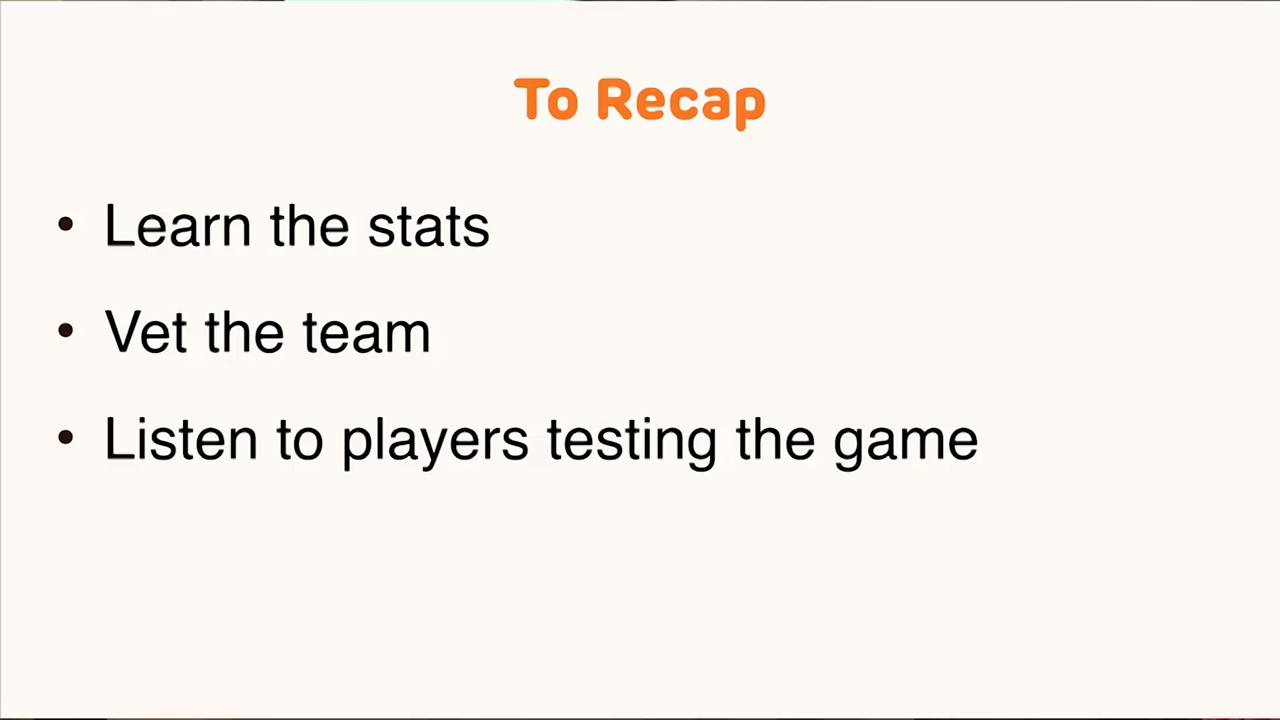 To Recap
• Learn the stats
• Vet the team
• Listen to players testing the game